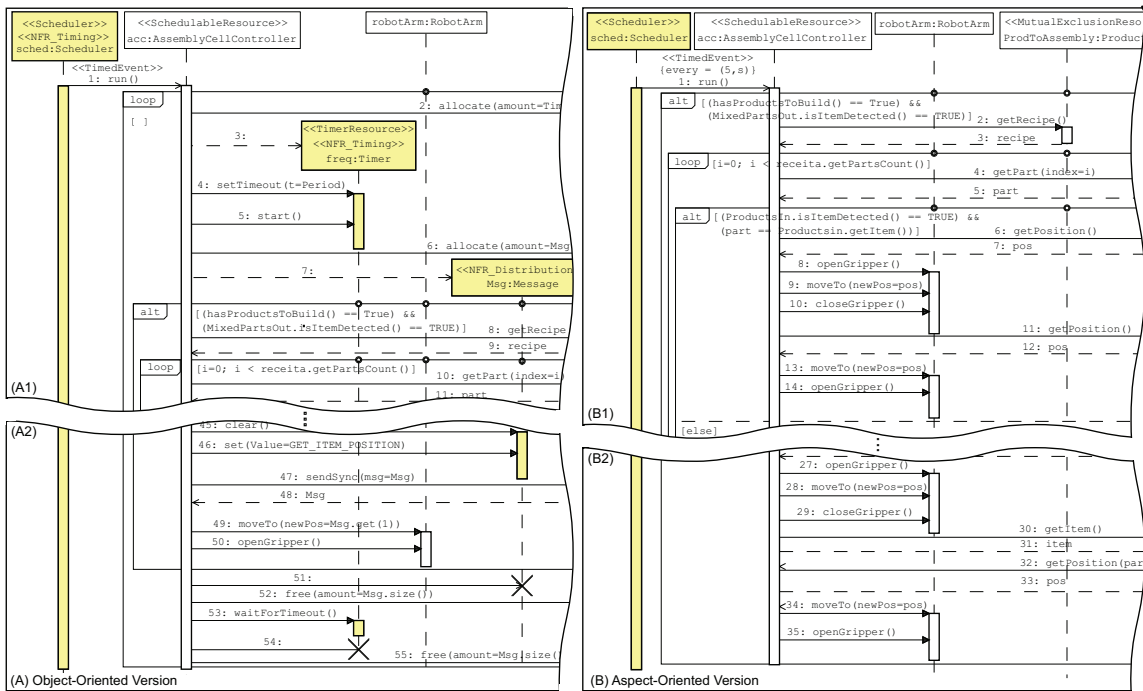 <<Scheduler>>
<<NFR_Timing>>
sched:Scheduler
<<SchedulableResource>>
acc:AssemblyCellController
robotArm:RobotArm
<<TimedEvent>>
1: run()
loop
2: allocate(amount=Tim
[ ]
3:
<<TimerResource>>
<<NFR_Timing>>
freq:Timer
4: setTimeout(t=Period)
5: start()
6: allocate(amount=Msg
7:
<<NFR_Distribution
Msg:Message
alt
[(hasProductsToBuild() == True) &&
(MixedPartsOut.isItemDetected() == TRUE)]
8: getRecipe
9: recipe
loop
[i=0; i < receita.getPartsCount()]
10: getPart(index=i)
(A1)
11: part
(A2)
45: clear()
46: set(Value=GET_ITEM_POSITION)
47: sendSync(msg=Msg)
48: Msg
49: moveTo(newPos=Msg.get(1))
50: openGripper()
51:
52: free(amount=Msg.size())
53: waitForTimeout()
54:
55: free(amount=Msg.size()
(A) Object-Oriented Version
<<Scheduler>>
sched:Scheduler
<<SchedulableResource>>
acc:AssemblyCellController
robotArm:RobotArm
<<MutualExclusionReso
ProdToAssembly:Produc
<<TimedEvent>>
{every = (5,s)}
1: run()
alt
[(hasProductsToBuild() == True) &&
(MixedPartsOut.isItemDetected() == TRUE)]
2: getRecipe()
3: recipe
loop
[i=0; i < receita.getPartsCount()]
4: getPart(index=i)
5: part
alt
[(ProductsIn.isItemDetected() == TRUE) &&
(part == Productsin.getItem())]
6: getPosition()
7: pos
8: openGripper()
9: moveTo(newPos=pos)
10: closeGripper()
11: getPosition()
12: pos
13: moveTo(newPos=pos)
14: openGripper()
(B1)
[else]
(B2)
27: openGripper()
28: moveTo(newPos=pos)
29: closeGripper()
30: getItem()
31: item
32: getPosition(par
33: pos
34: moveTo(newPos=pos)
35: openGripper()
(B) Aspect-Oriented Version